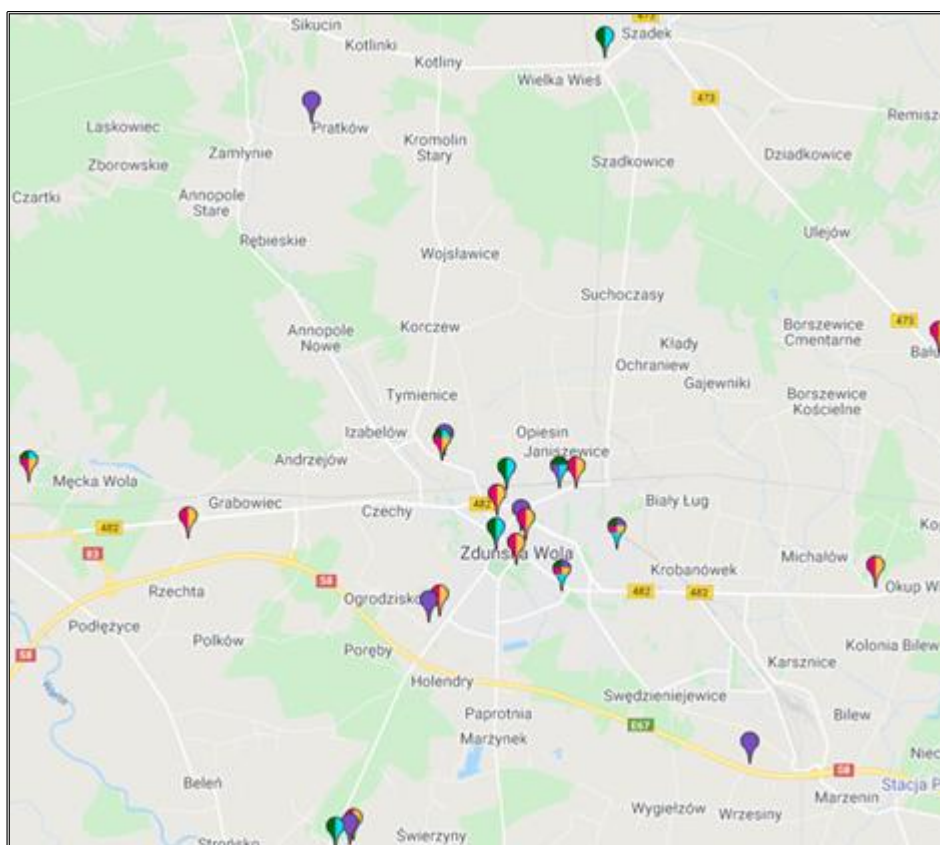 473
Sikucin
Szadek
Kotlinki
Kotliny
Wielka Wieś
473
Remisz
Laskowiec
Pratków
Zamłynie
Kromolin
Stary
Zborowskie
Szadkowice
Dziadkowice
Czartki
Annopole
Stare
Rębieskie
Ulejów
Wojsławice
Suchoczasy
473
Annopole
Nowe
Korczew
Borszewice
Cmentarne
Kłady
Ochraniew
Gajewniki
Tymienice
Borszewice
Kościelne
Izabelów
Opiesin
Janiszewice
Andrzejów
Męcka Wola
Grabowiec
482
Czechy
Biały Ług
482
83
Zduńska Wola
Michałów
Krobanówek
Okup W
S8
Rzechta
Ogrodzisko
482
482
Podłężyce
Polków
Poręby
Kolonia Bilew
S8
Karsznice
Holendry
Swędzieniejewice
Warta
Paprotnia
Bilew
E67
Marżynek
Niec
S8
Beleń
Stacja P
Marzenin
Wygiełzów
Wrzesiny
Świerzyny
Strońsko